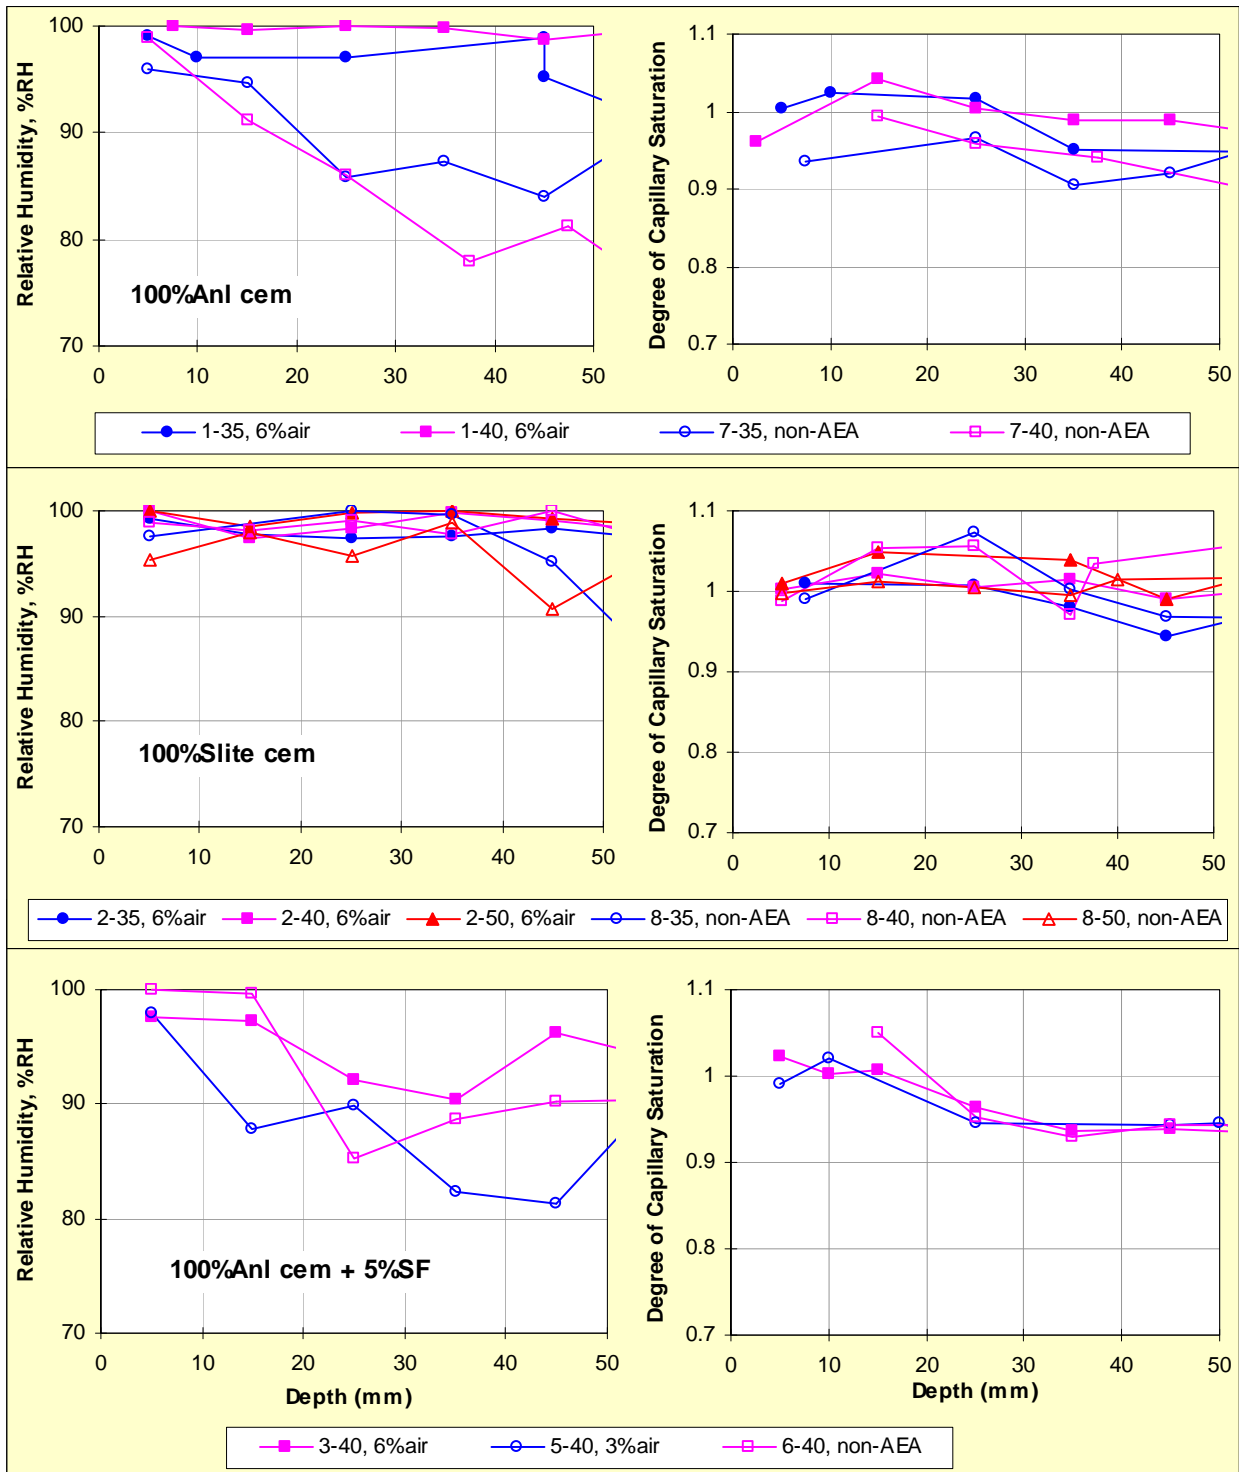 Relative Humidity, %RH
100
90
80
70
0 10 20 30 40 50
100%Anl cem
Degree of Capillary Saturation
1.1
1
0.9
0.8
0.7
0 10 20 30 40 50
1-35, 6%air 1-40, 6%air 7-35, non-AEA 7-40, non-AEA
Relative Humidity, %RH
100
90
80
70
0 10 20 30 40 50
100%Slite cem
Degree of Capillary Saturation
1.1
1
0.9
0.8
0.7
0 10 20 30 40 50
2-35, 6%air 2-40, 6%air 2-50, 6%air 8-35, non-AEA 8-40, non-AEA 8-50, non-AEA
Relative Humidity, %RH
100
90
80
70
0 10 20 30 40 50
100%Anl cem + 5%SF
Depth (mm)
Degree of Capillary Saturation
1.1
1
0.9
0.8
0.7
0 10 20 30 40 50
Depth (mm)
3-40, 6%air 5-40, 3%air 6-40, non-AEA